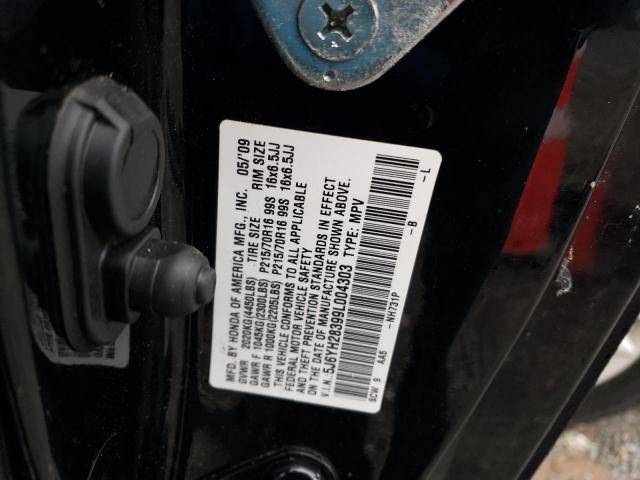 MFD. BY HONDA OF AMERICA MFG., INC. 05/'09
GVWR 2020KG(4450LBS) TIRE SIZE RIM SIZE
GAWR F 1045KG(2300LBS) P215/70R16 99S 16x6.5JJ
GAWR R 1000KG(2205LBS) P215/70R16 99S 16x6.5JJ
THIS VEHICLE CONFORMS TO ALL APPLICABLE
FEDERAL MOTOR VEHICLE SAFETY
AND THEFT PREVENTION STANDARDS IN EFFECT
ON THE DATE OF MANUFACTURE SHOWN ABOVE.
V.I.N.: 5J6YH28399L004303 TYPE: MPV
SCW 9 AA5 -NH731P -B -L